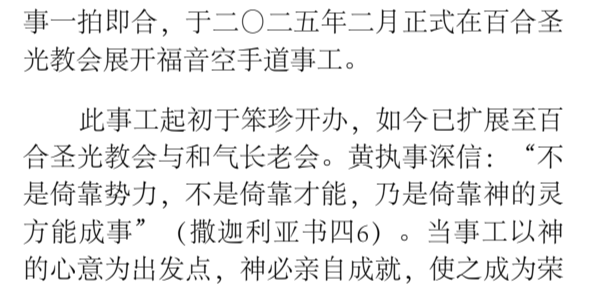 事一拍即合，于二〇二五年二月正式在百合圣
光教会展开福音空手道事工。
此事工起初于笨珍开办，如今已扩展至百
合圣光教会与和气长老会。黄执事深信：“不
是倚靠势力，不是倚靠才能，乃是倚靠神的灵
方能成事”（撒迦利亚书四6）。当事工以神
的心意为出发点，神必亲自成就，使之成为荣